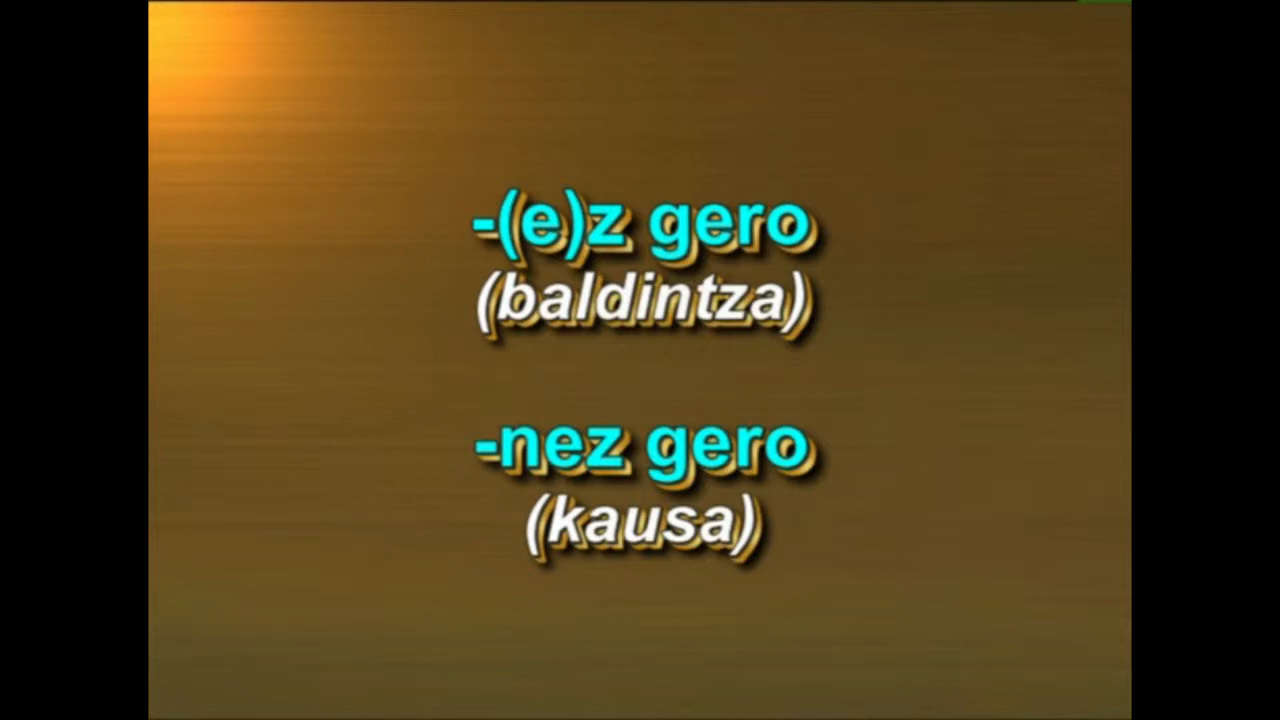 -(e)z gero
(baldintza)
-nez gero
(kausa)